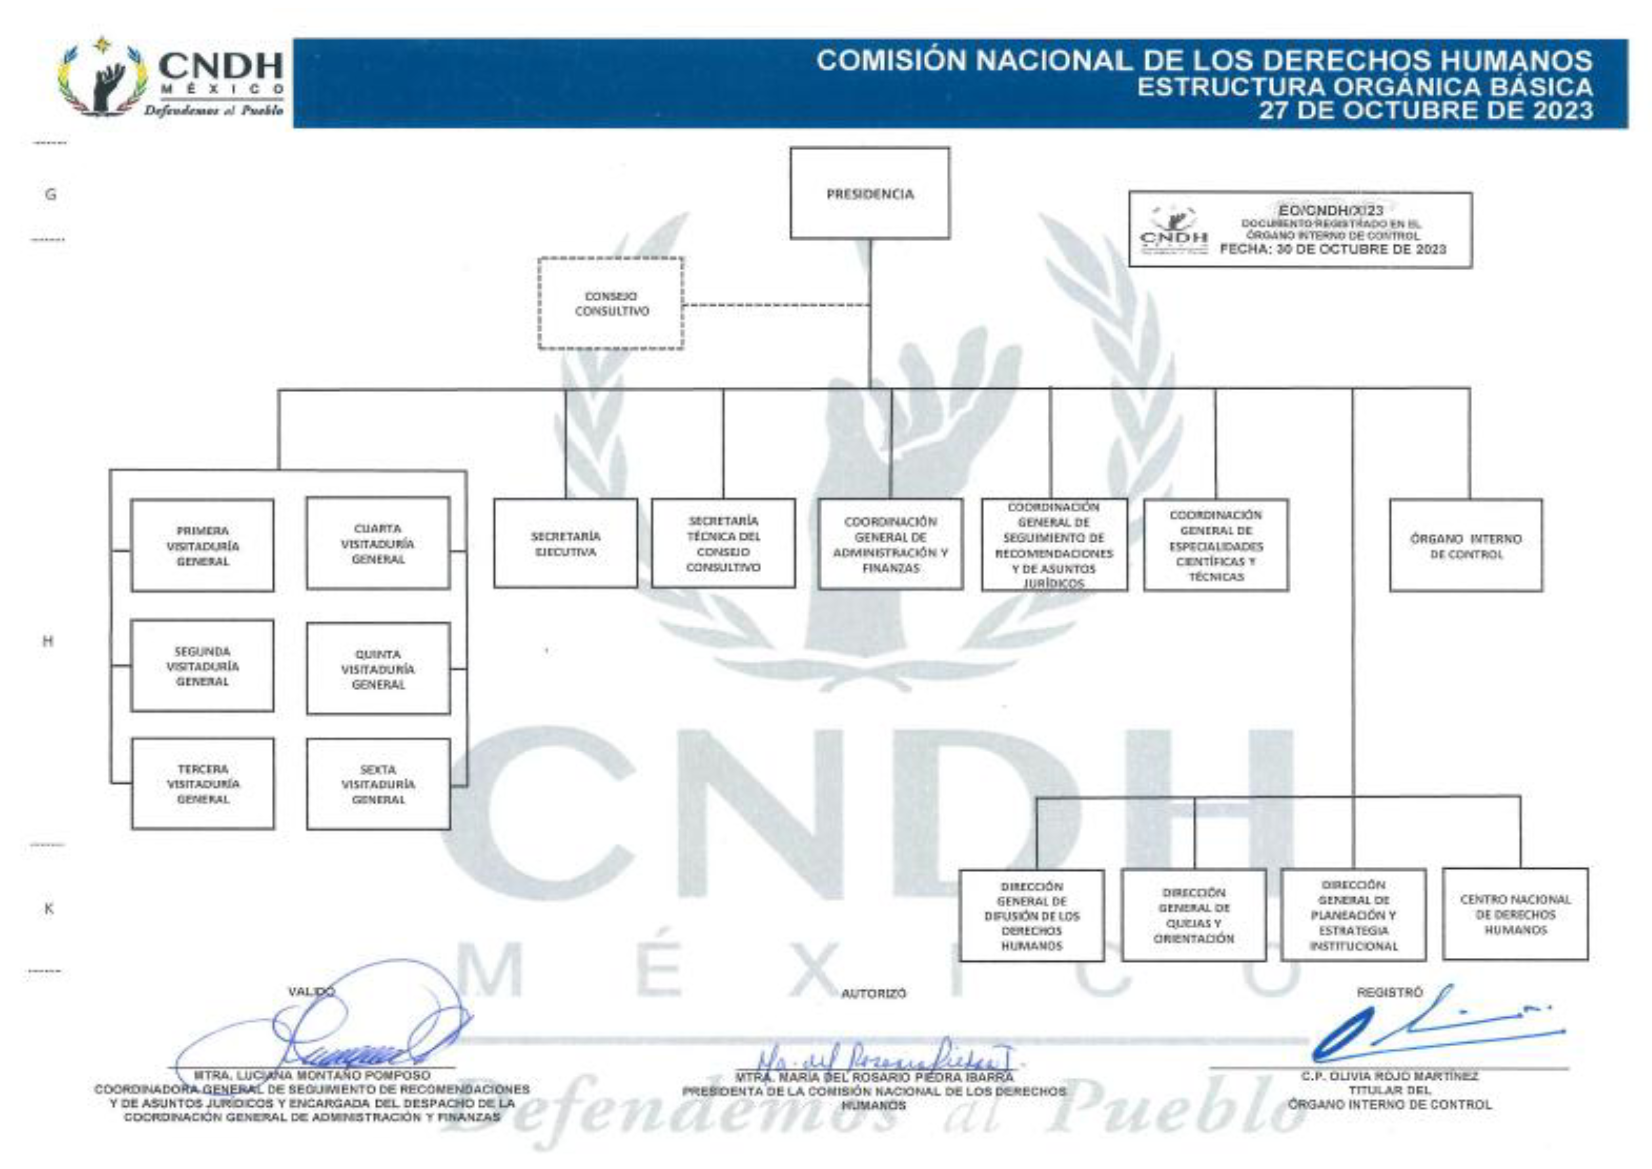 CNDH
MÉXICO
Defendemos al Pueblo
COMISIÓN NACIONAL DE LOS DERECHOS HUMANOS
ESTRUCTURA ORGÁNICA BÁSICA
27 DE OCTUBRE DE 2023
G
PRESIDENCIA
CNDH
DOCUMENTO REGISTRADO EN EL
ÓRGANO INTERNO DE CONTROL
FECHA: 30 DE OCTUBRE DE 2023
CONSEJO
CONSULTIVO
H
PRIMERA
VISITADURÍA
GENERAL
CUARTA
VISITADURÍA
GENERAL
SEGUNDA
VISITADURÍA
GENERAL
QUINTA
VISITADURÍA
GENERAL
TERCERA
VISITADURÍA
GENERAL
SEXTA
VISITADURÍA
GENERAL
SECRETARÍA
EJECUTIVA
SECRETARÍA
TÉCNICA DEL
CONSEJO
CONSULTIVO
COORDINACIÓN
GENERAL DE
ADMINISTRACIÓN Y
FINANZAS
COORDINACIÓN
GENERAL DE
SEGUIMIENTO DE
RECOMENDACIONES
Y DE ASUNTOS
JURÍDICOS
COORDINACIÓN
GENERAL DE
ESPECIALIDADES
CIENTÍFICAS Y
TÉCNICAS
ÓRGANO INTERNO
DE CONTROL
K
DIRECCIÓN
GENERAL DE
DIFUSIÓN DE LOS
DERECHOS
HUMANOS
DIRECCIÓN
GENERAL DE
QUEJAS Y
ORIENTACIÓN
DIRECCIÓN
GENERAL DE
PLANEACIÓN Y
ESTRATEGIA
INSTITUCIONAL
CENTRO NACIONAL
DE DERECHOS
HUMANOS
CNDH
MÉXICO
Defendemos al Pueblo
VALIDÓ
MTRA. LUCIANA MONTAÑO POMPOSO
COORDINADORA GENERAL DE SEGUIMIENTO DE RECOMENDACIONES
Y DE ASUNTOS JURÍDICOS Y ENCARGADA DEL DESPACHO DE LA
COORDINACIÓN GENERAL DE ADMINISTRACIÓN Y FINANZAS
AUTORIZÓ
Ma. del Rosario Piedra I.
MTRA. MARÍA DEL ROSARIO PIEDRA IBARRA
PRESIDENTA DE LA COMISIÓN NACIONAL DE LOS DERECHOS
HUMANOS
REGISTRÓ
C.P. OLIVIA ROJO MARTÍNEZ
TITULAR DEL
ÓRGANO INTERNO DE CONTROL